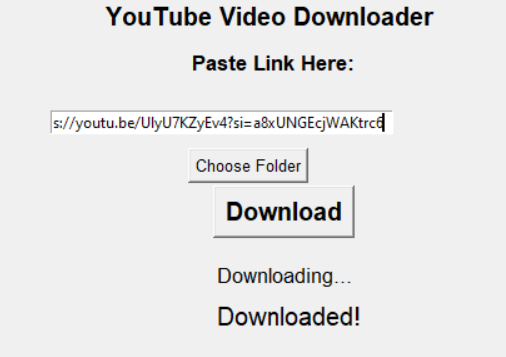 YouTube Video Downloader
Paste Link Here:
s://youtu.be/UlyU7KZyEv4?si=a8xUNGEcjWAKtrc6
Choose Folder
Download
Downloading...
Downloaded!